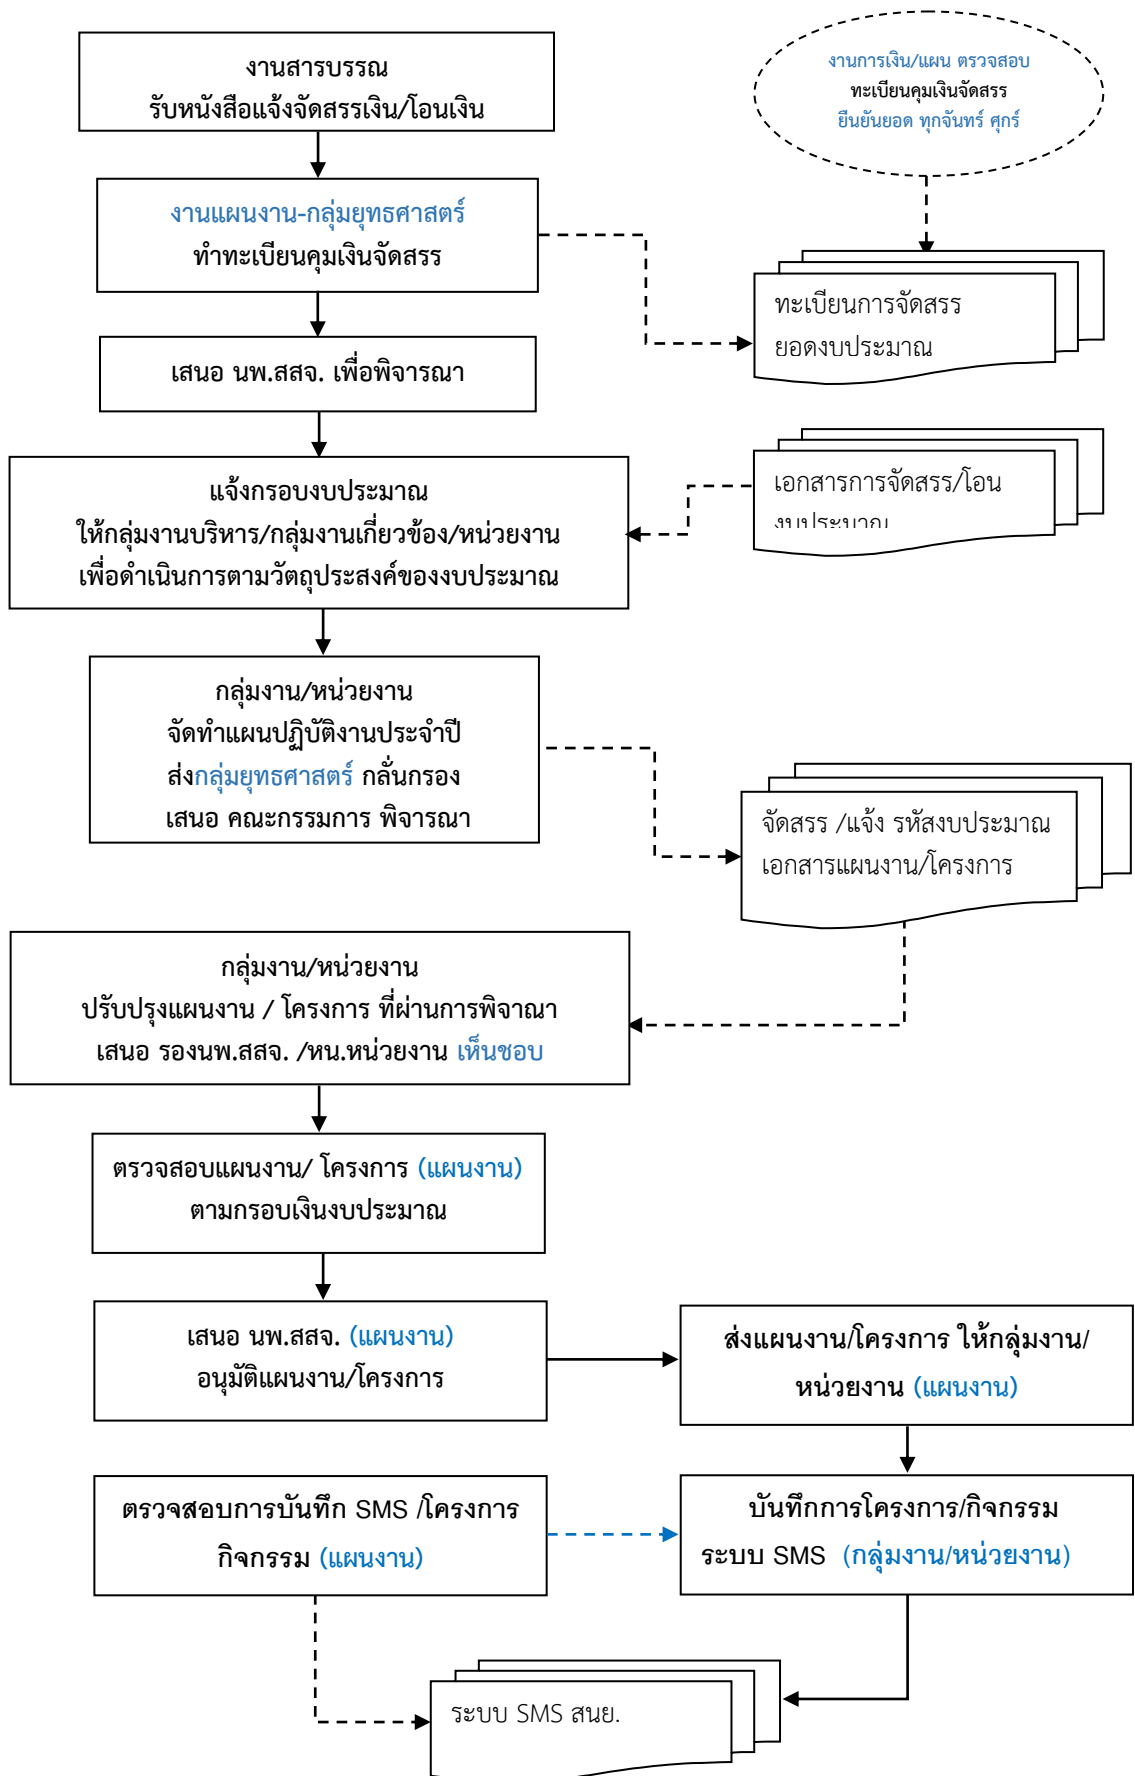 งานสารบรรณ
รับหนังสือแจ้งจัดสรรเงิน/โอนเงิน
งานการเงิน/แผน ตรวจสอบ
ทะเบียนคุมเงินจัดสรร
ยืนยันยอด ทุกจันทร์ ศุกร์
งานแผนงาน-กลุ่มยุทธศาสตร์
ทำทะเบียนคุมเงินจัดสรร
ทะเบียนการจัดสรร
ยอดงบประมาณ
เสนอ นพ.สสจ. เพื่อพิจารณา
แจ้งกรอบงบประมาณ
ให้กลุ่มงานบริหาร/กลุ่มงานเกี่ยวข้อง/หน่วยงาน
เพื่อดำเนินการตามวัตถุประสงค์ของงบประมาณ
เอกสารการจัดสรร/โอน
งบประมาณ
กลุ่มงาน/หน่วยงาน
จัดทำแผนปฏิบัติงานประจำปี
ส่งกลุ่มยุทธศาสตร์ กลั่นกรอง
เสนอ คณะกรรมการ พิจารณา
จัดสรร /แจ้ง รหัสงบประมาณ
เอกสารแผนงาน/โครงการ
กลุ่มงาน/หน่วยงาน
ปรับปรุงแผนงาน / โครงการ ที่ผ่านการพิจาณา
เสนอ รองนพ.สสจ. /หน.หน่วยงาน เห็นชอบ
ตรวจสอบแผนงาน/ โครงการ (แผนงาน)
ตามกรอบเงินงบประมาณ
เสนอ นพ.สสจ. (แผนงาน)
อนุมัติแผนงาน/โครงการ
ส่งแผนงาน/โครงการ ให้กลุ่มงาน/
หน่วยงาน (แผนงาน)
ตรวจสอบการบันทึก SMS /โครงการ
กิจกรรม (แผนงาน)
บันทึกการโครงการ/กิจกรรม
ระบบ SMS (กลุ่มงาน/หน่วยงาน)
ระบบ SMS สนย.